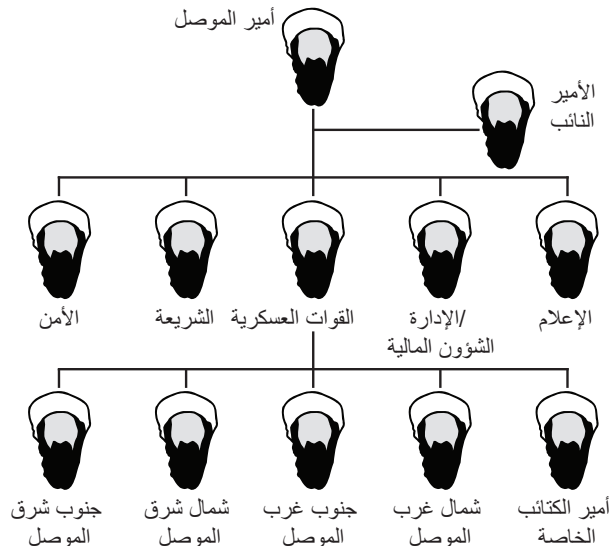 أمير الموصل
الأمير
النائب
الإعلام
الإدارة/
الشؤون المالية
القوات العسكرية
الشريعة
الأمن
أمير الكتائب
الخاصة
شمال غرب
الموصل
جنوب غرب
الموصل
شمال شرق
الموصل
جنوب شرق
الموصل